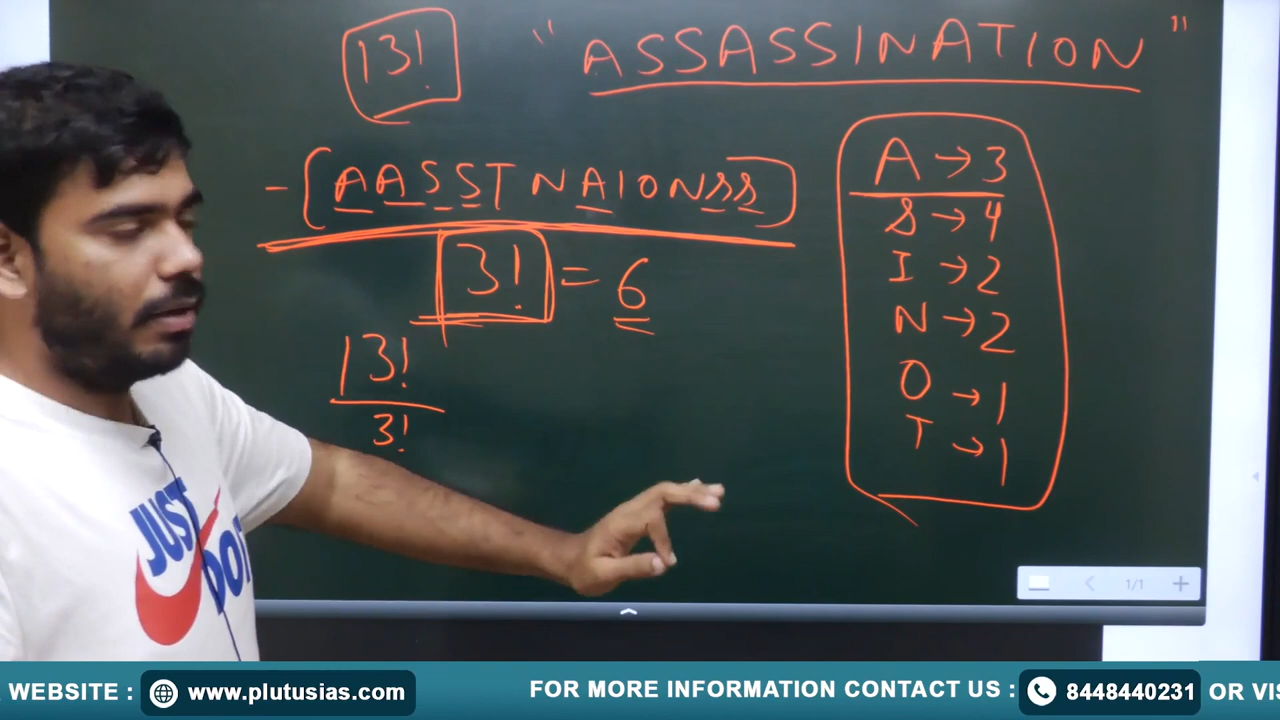 13! " ASSASSINATION "
- [AASSTNAIONSS]
3! = 6
13!
3!
A → 3
S → 4
I → 2
N → 2
O → 1
T → 1
JUST
DO
1/1
WEBSITE : www.plutusias.com FOR MORE INFORMATION CONTACT US : 8448440231 OR VIS